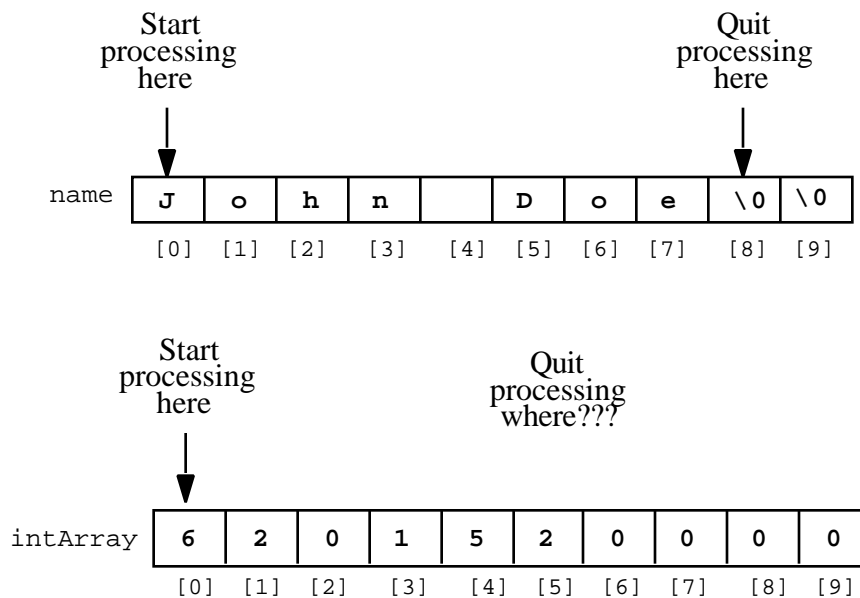 Start
processing
here
Quit
processing
here
name J o h n D o e \0 \0
[0] [1] [2] [3] [4] [5] [6] [7] [8] [9]
Start
processing
here
Quit
processing
where???
intArray 6 2 0 1 5 2 0 0 0 0
[0] [1] [2] [3] [4] [5] [6] [7] [8] [9]